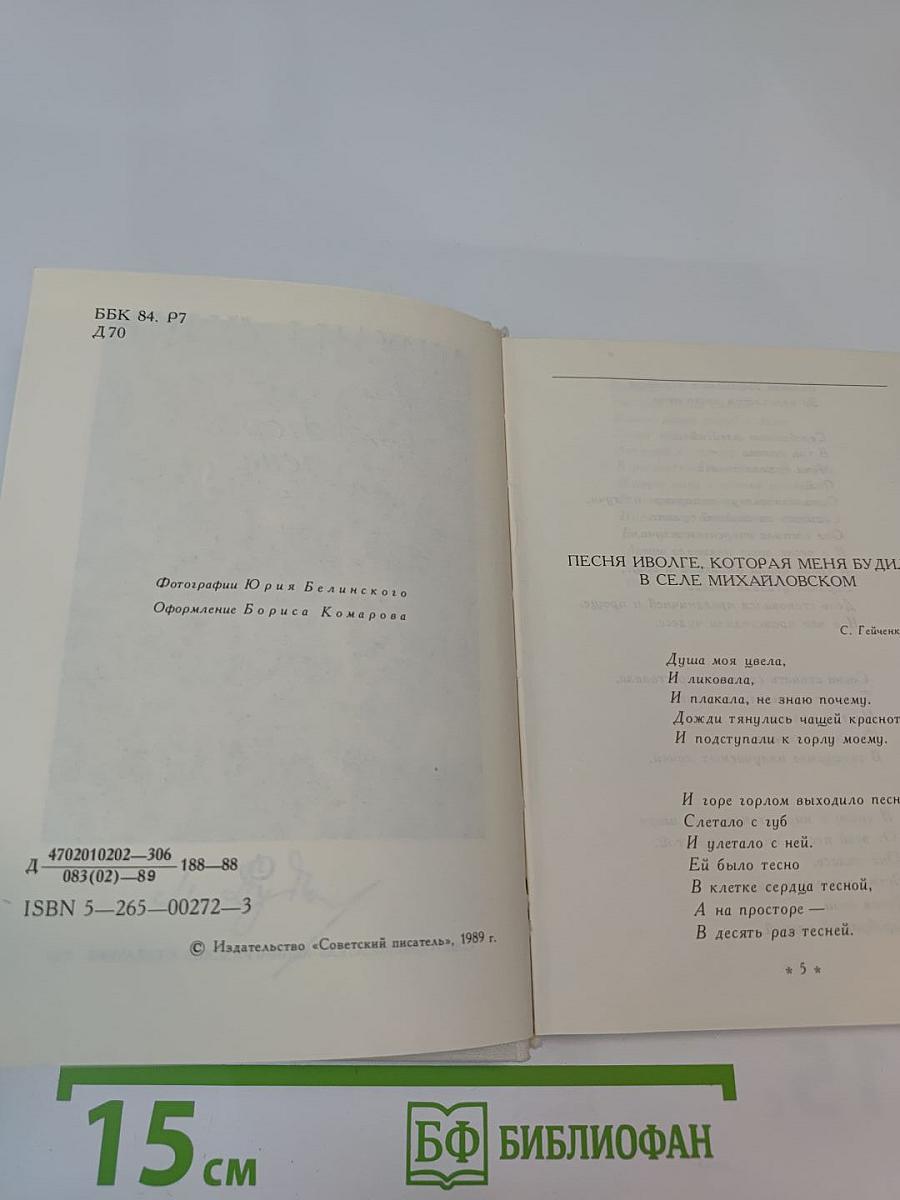 ББК 84. Р7
Д 70
Фотографии Юрия Белинского
Оформление Бориса Комарова
Д 4702010202—306 188—88
083(02)—89
ISBN 5—265—00272—3
© Издательство «Советский писатель», 1989 г.
ПЕСНЯ ИВОЛГЕ, КОТОРАЯ МЕНЯ БУДИЛ
В СЕЛЕ МИХАЙЛОВСКОМ
С. Гейченк
Душа моя цвела,
И ликовала,
И плакала, не знаю почему.
Дожди тянулись чащей краснот
И подступали к горлу моему.
И горе горлом выходило песн
Слетало с губ
И улетало с ней.
Ей было тесно
В клетке сердца тесной,
А на просторе —
В десять раз тесней.
* 5 *
15 см
БФ БИБЛИОФАН